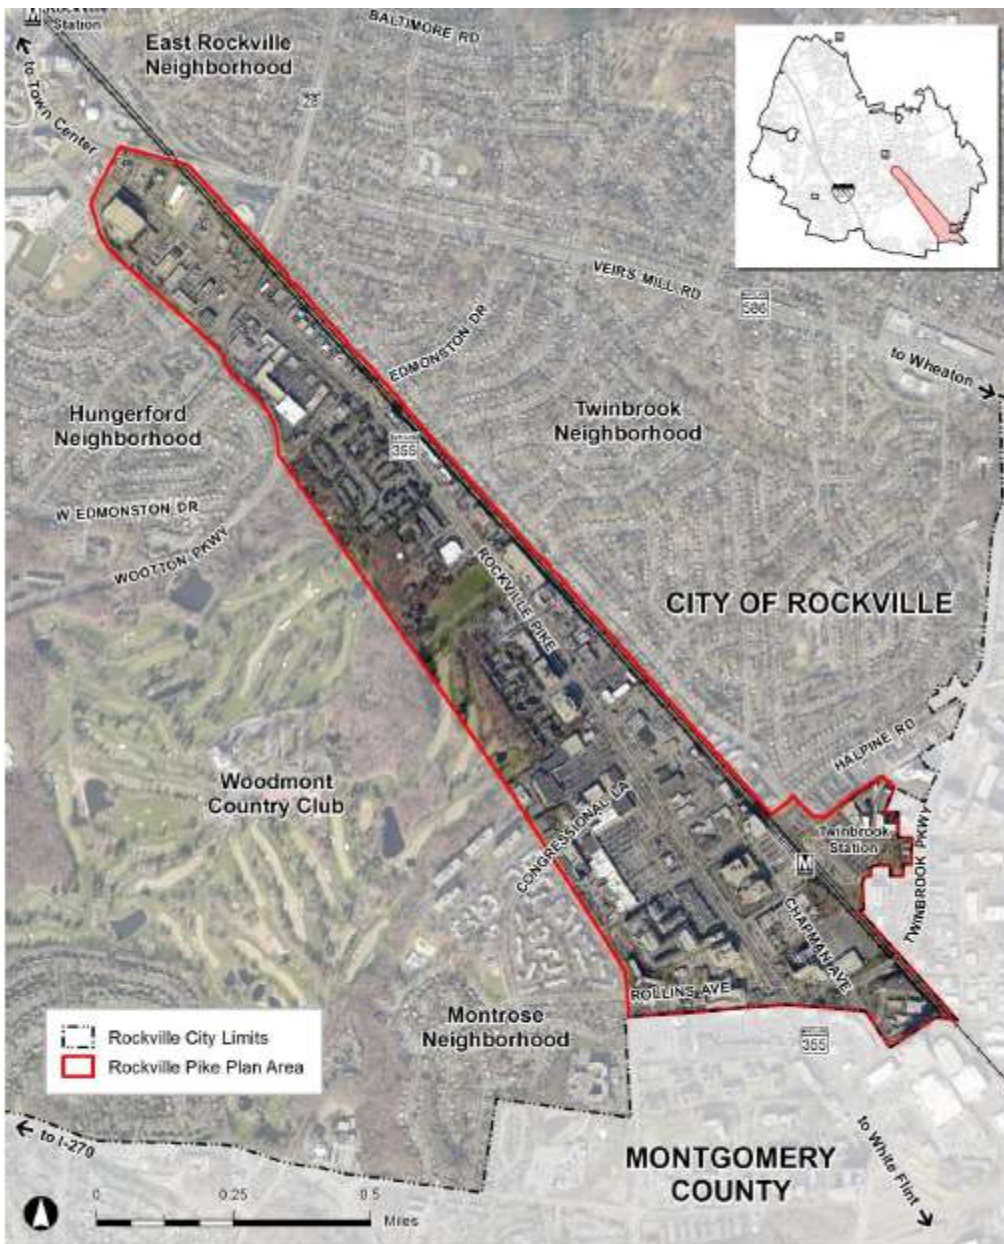 Station
BALTIMORE RD
East Rockville
Neighborhood
to Town Center
28
VEIRS MILL RD
586
EDMONSTON DR
to Wheaton
Hungerford
Neighborhood
Twinbrook
Neighborhood
355
W EDMONSTON DR
WOOTTON PKWY
ROCKVILLE PIKE
CITY OF ROCKVILLE
HALPINE RD
Woodmont
Country Club
CONGRESSIONAL LA
Twinbrook
Station
M
TWINBROOK PKWY
CHAPMAN AVE
ROLLINS AVE
Montrose
Neighborhood
355
Rockville City Limits
Rockville Pike Plan Area
to I-270
MONTGOMERY
COUNTY
to White Flint
0 0.25 0.5
Miles